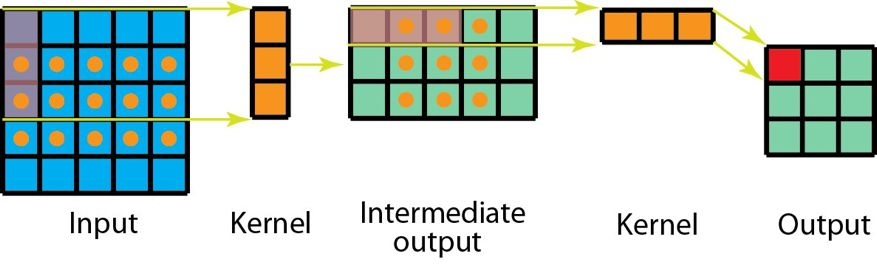 Input
Kernel
Intermediate
output
Kernel
Output